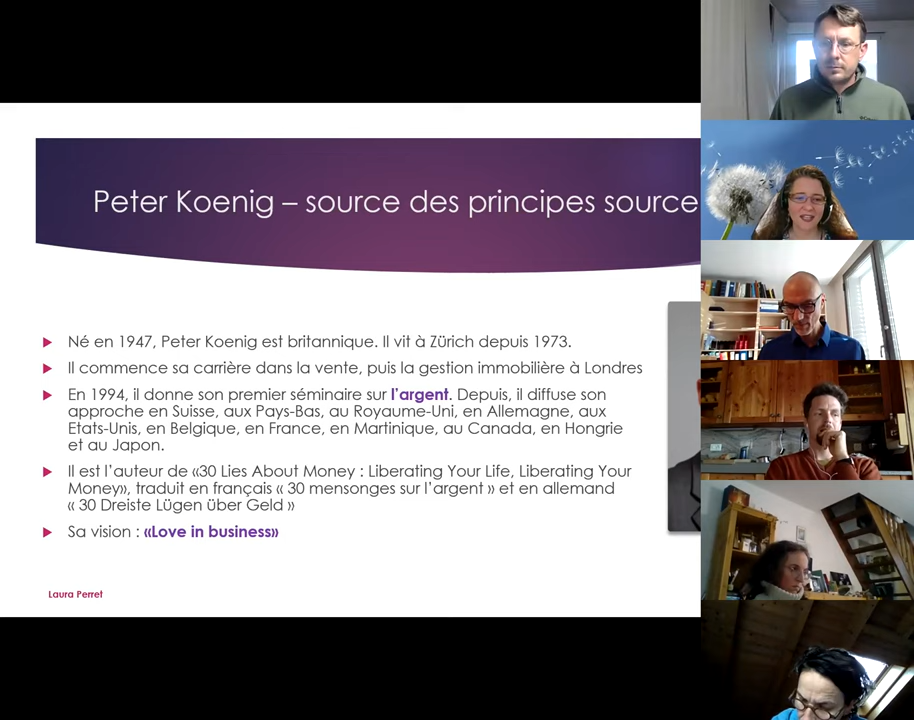 Peter Koenig – source des principes source
Né en 1947, Peter Koenig est britannique. Il vit à Zürich depuis 1973.
Il commence sa carrière dans la vente, puis la gestion immobilière à Londres
En 1994, il donne son premier séminaire sur l’argent. Depuis, il diffuse son
approche en Suisse, aux Pays-Bas, au Royaume-Uni, en Allemagne, aux
Etats-Unis, en Belgique, en France, en Martinique, au Canada, en Hongrie
et au Japon.
Il est l’auteur de «30 Lies About Money : Liberating Your Life, Liberating Your
Money», traduit en français « 30 mensonges sur l’argent » et en allemand
« 30 Dreiste Lügen über Geld »
Sa vision : «Love in business»
Laura Perret